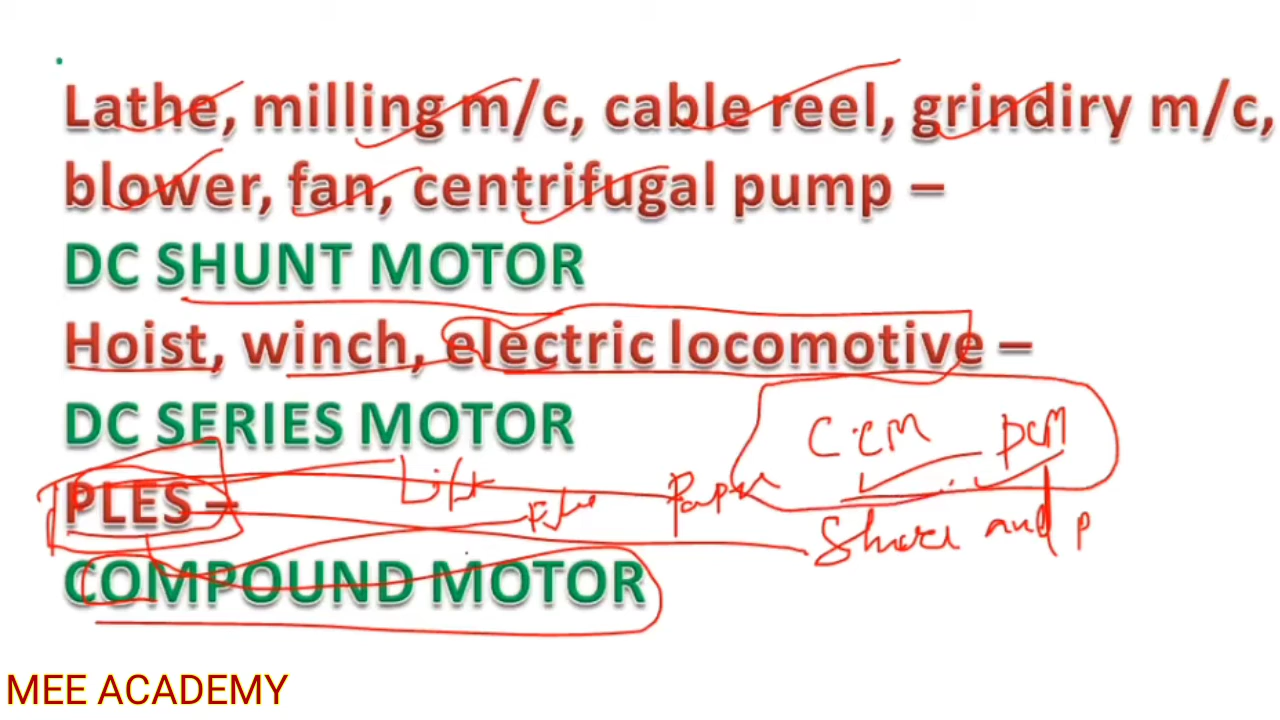 Lathe, milling m/c, cable reel, grindiry m/c,
blower, fan, centrifugal pump –
DC SHUNT MOTOR
Hoist, winch, electric locomotive –
DC SERIES MOTOR
C.CM DCM
PLES –
Lift
Paper
and p
COMPOUND MOTOR
MEE ACADEMY